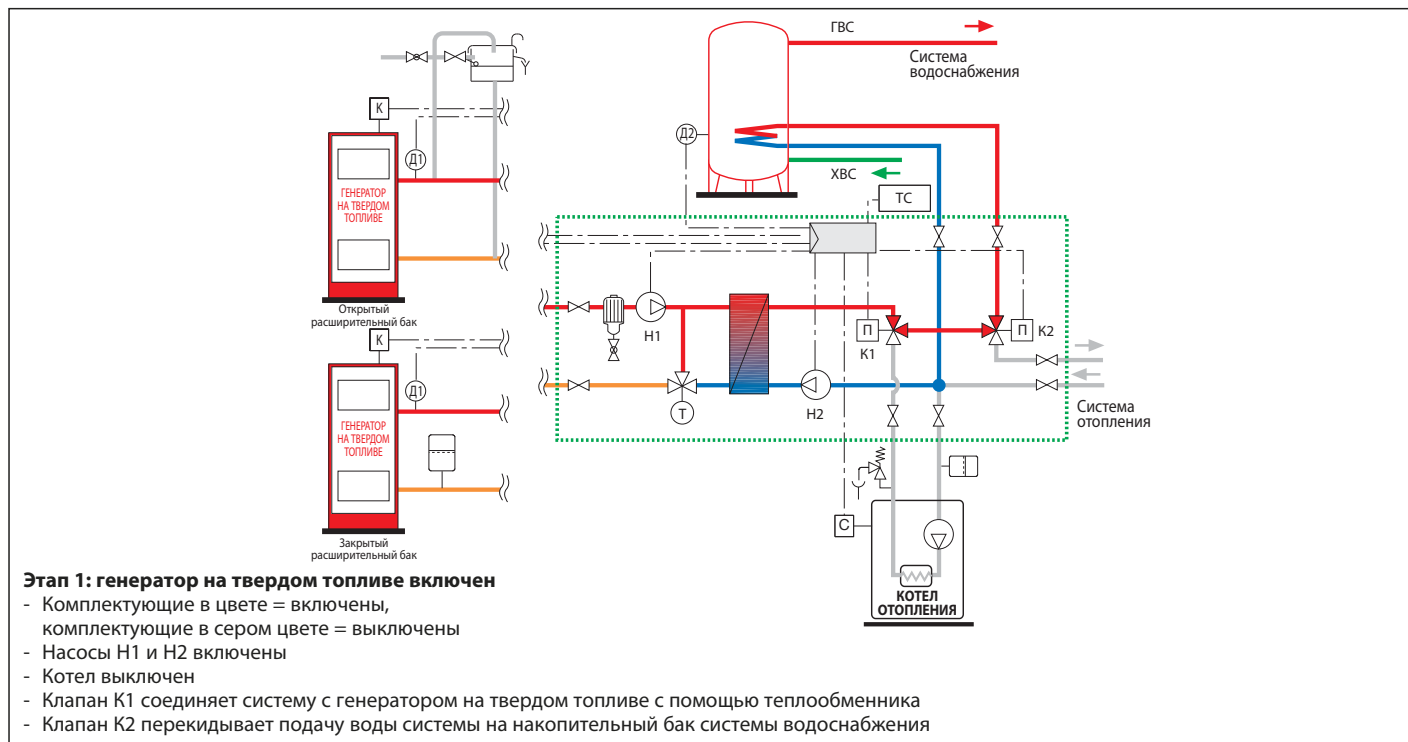 ГВС
Система
водоснабжения
К
Д1
ГЕНЕРАТОР
НА ТВЕРДОМ
ТОПЛИВЕ
Открытый
расширительный бак
Д2
ХВС
ТС
Н1
П
К1
П
К2
Т
Н2
Система
отопления
К
Д1
ГЕНЕРАТОР
НА ТВЕРДОМ
ТОПЛИВЕ
Закрытый
расширительный бак
С
КОТЕЛ
ОТОПЛЕНИЯ
Этап 1: генератор на твердом топливе включен
- Комплектующие в цвете = включены,
комплектующие в сером цвете = выключены
- Насосы Н1 и Н2 включены
- Котел выключен
- Клапан К1 соединяет систему с генератором на твердом топливе с помощью теплообменника
- Клапан К2 перекидывает подачу воды системы на накопительный бак системы водоснабжения